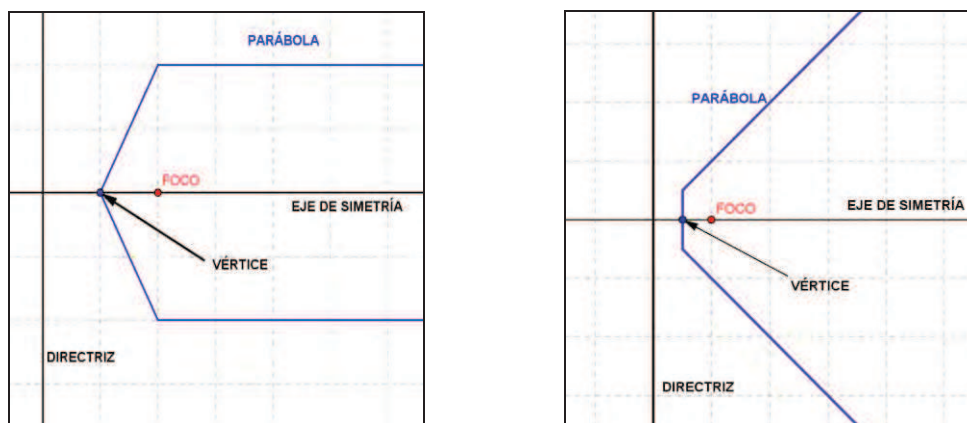 PARÁBOLA
FOCO
EJE DE SIMETRÍA
VÉRTICE
DIRECTRIZ
PARÁBOLA
FOCO
EJE DE SIMETRÍA
VÉRTICE
DIRECTRIZ